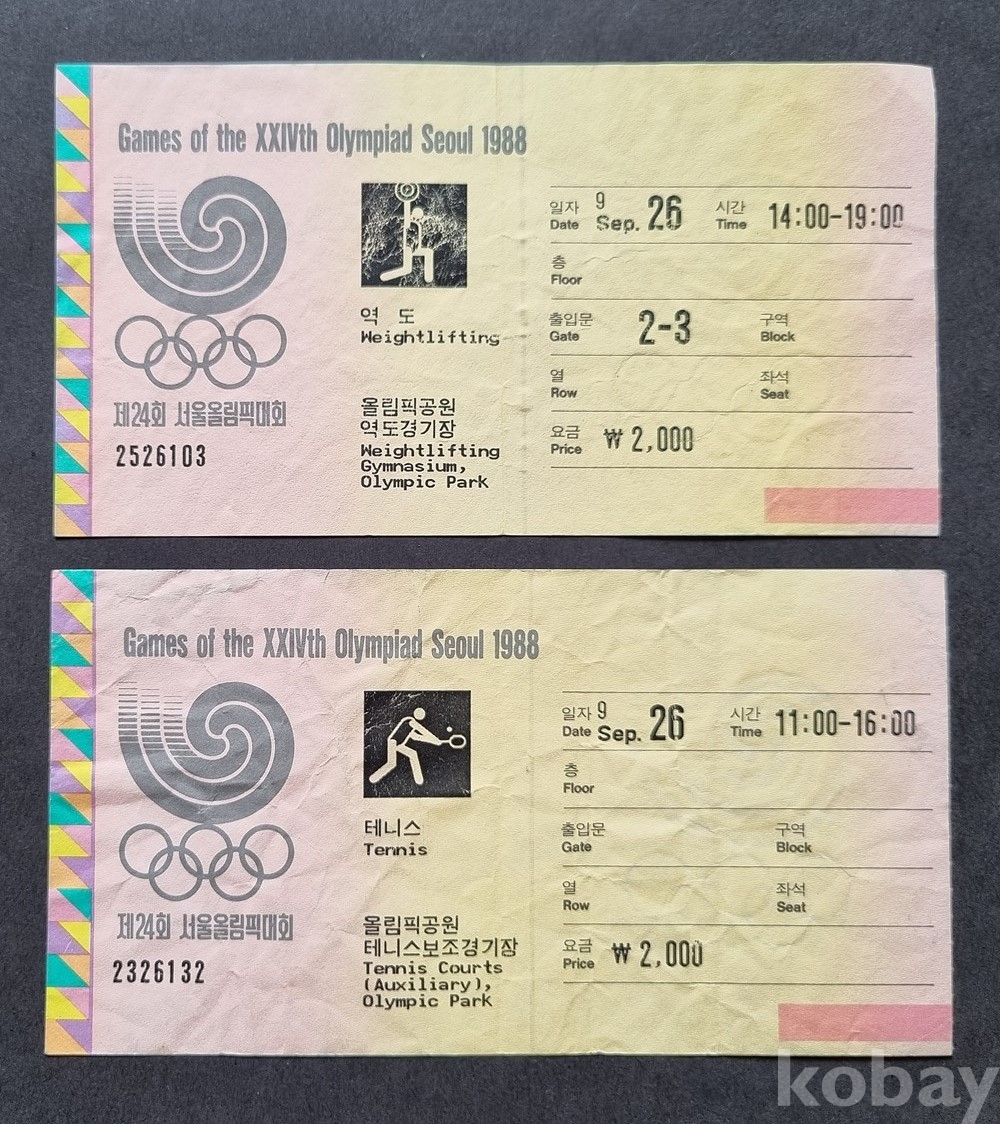 Games of the XXIVth Olympiad Seoul 1988
제24회 서울올림픽대회
2526103
역 도
Weightlifting
올림픽공원
역도경기장
Weightlifting
Gymnasium,
Olympic Park
일자 9 시간
Date Sep. 26 Time 14:00-19:00
층
Floor
출입문 구역
Gate 2-3 Block
열 좌석
Row Seat
요금
Price ₩ 2,000
Games of the XXIVth Olympiad Seoul 1988
제24회 서울올림픽대회
2326132
테니스
Tennis
올림픽공원
테니스보조경기장
Tennis Courts
(Auxiliary),
Olympic Park
일자 9 시간
Date Sep. 26 Time 11:00-16:00
층
Floor
출입문 구역
Gate Block
열 좌석
Row Seat
요금
Price ₩ 2,000
kobay